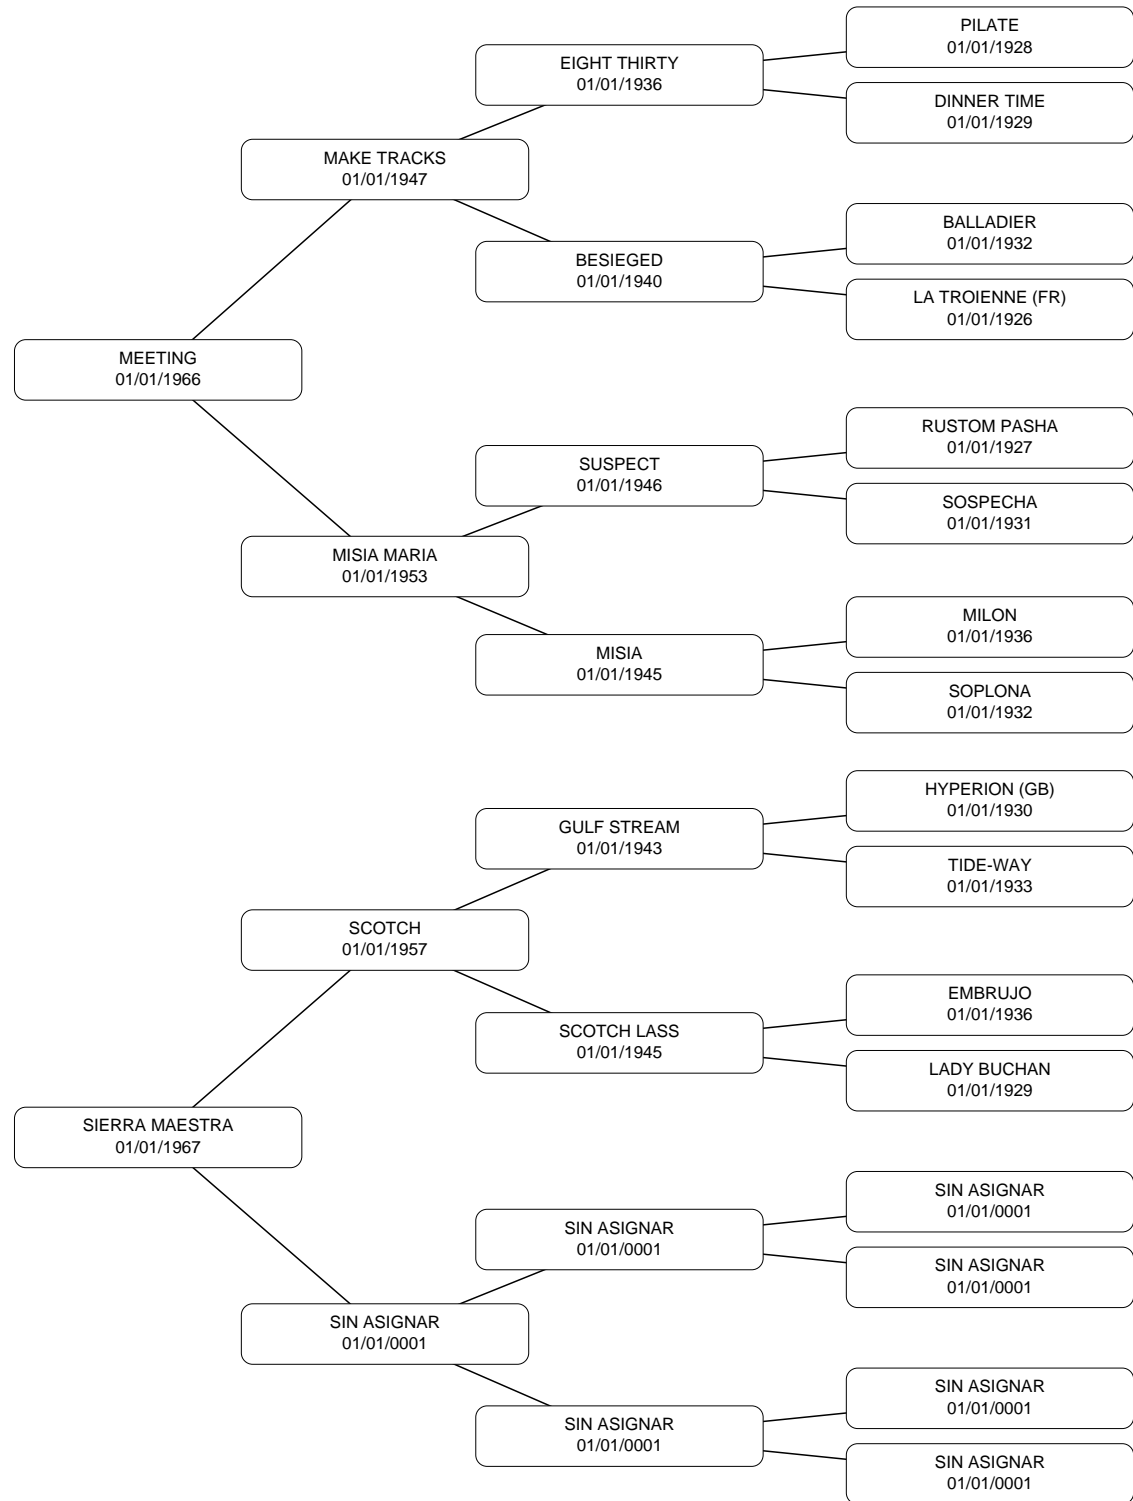 PILATE
01/01/1928
EIGHT THIRTY
01/01/1936
DINNER TIME
01/01/1929
MAKE TRACKS
01/01/1947
BALLADIER
01/01/1932
BESIEGED
01/01/1940
LA TROIENNE (FR)
01/01/1926
MEETING
01/01/1966
RUSTOM PASHA
01/01/1927
SUSPECT
01/01/1946
SOSPECHA
01/01/1931
MISIA MARIA
01/01/1953
MILON
01/01/1936
MISIA
01/01/1945
SOPLONA
01/01/1932
HYPERION (GB)
01/01/1930
GULF STREAM
01/01/1943
TIDE-WAY
01/01/1933
SCOTCH
01/01/1957
EMBRUJO
01/01/1936
SCOTCH LASS
01/01/1945
LADY BUCHAN
01/01/1929
SIERRA MAESTRA
01/01/1967
SIN ASIGNAR
01/01/0001
SIN ASIGNAR
01/01/0001
SIN ASIGNAR
01/01/0001
SIN ASIGNAR
01/01/0001
SIN ASIGNAR
01/01/0001
SIN ASIGNAR
01/01/0001
SIN ASIGNAR
01/01/0001